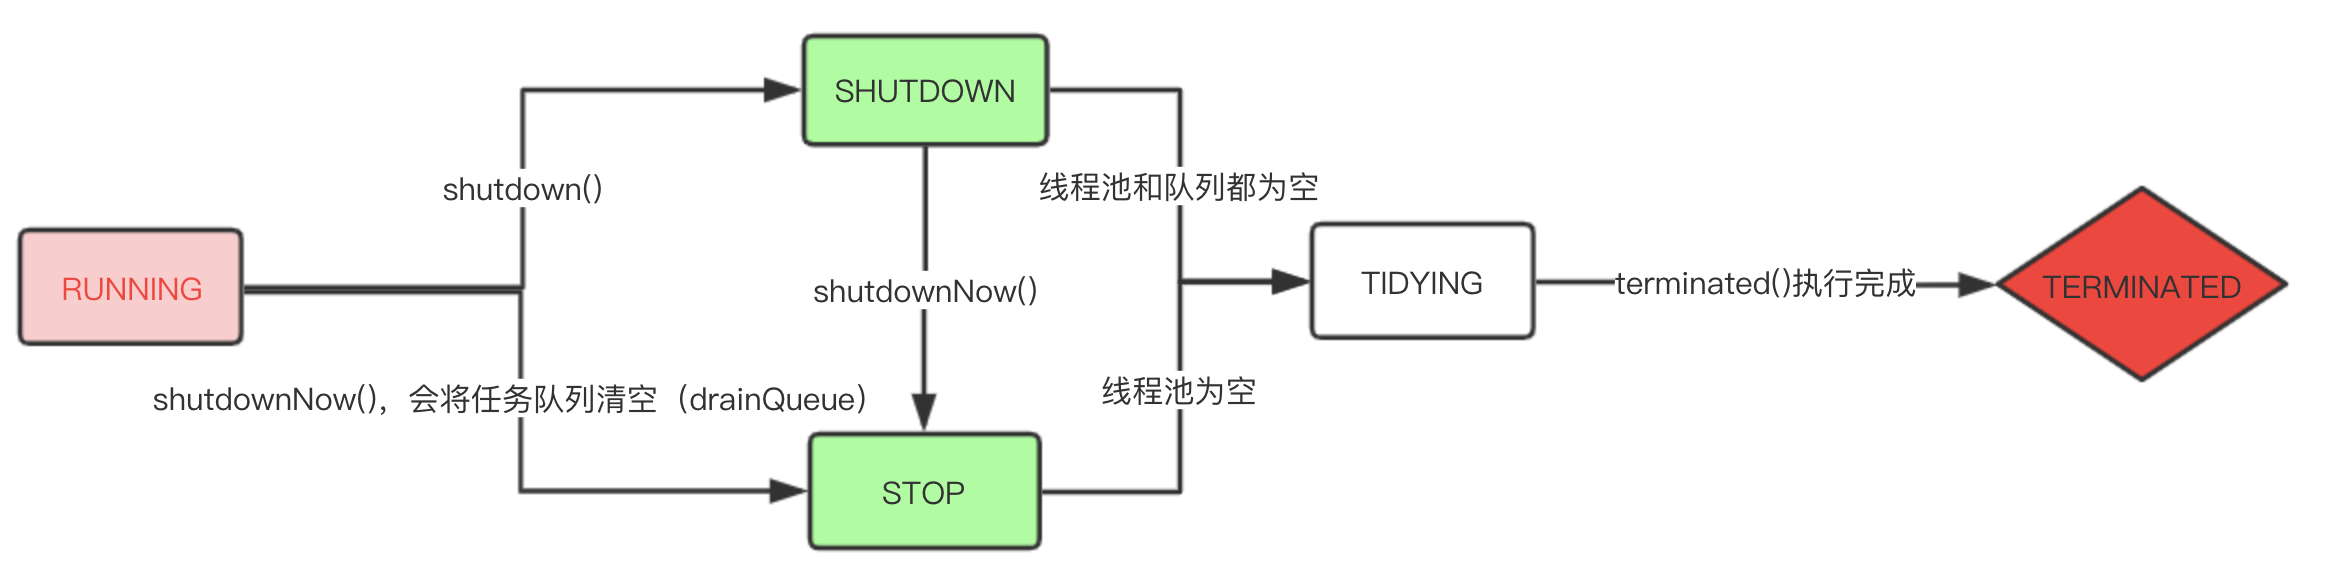 SHUTDOWN
shutdown()
线程池和队列都为空
RUNNING
shutdownNow()
TIDYING
terminated()执行完成
TERMINATED
shutdownNow()，会将任务队列清空（drainQueue）
线程池为空
STOP